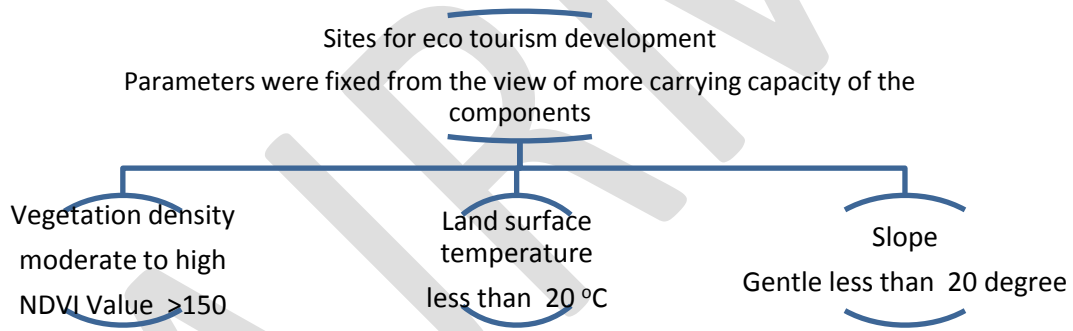 Sites for eco tourism development
Parameters were fixed from the view of more carrying capacity of the
components
Vegetation density
moderate to high
NDVI Value >150
Land surface
temperature
less than 20 °C
Slope
Gentle less than 20 degree